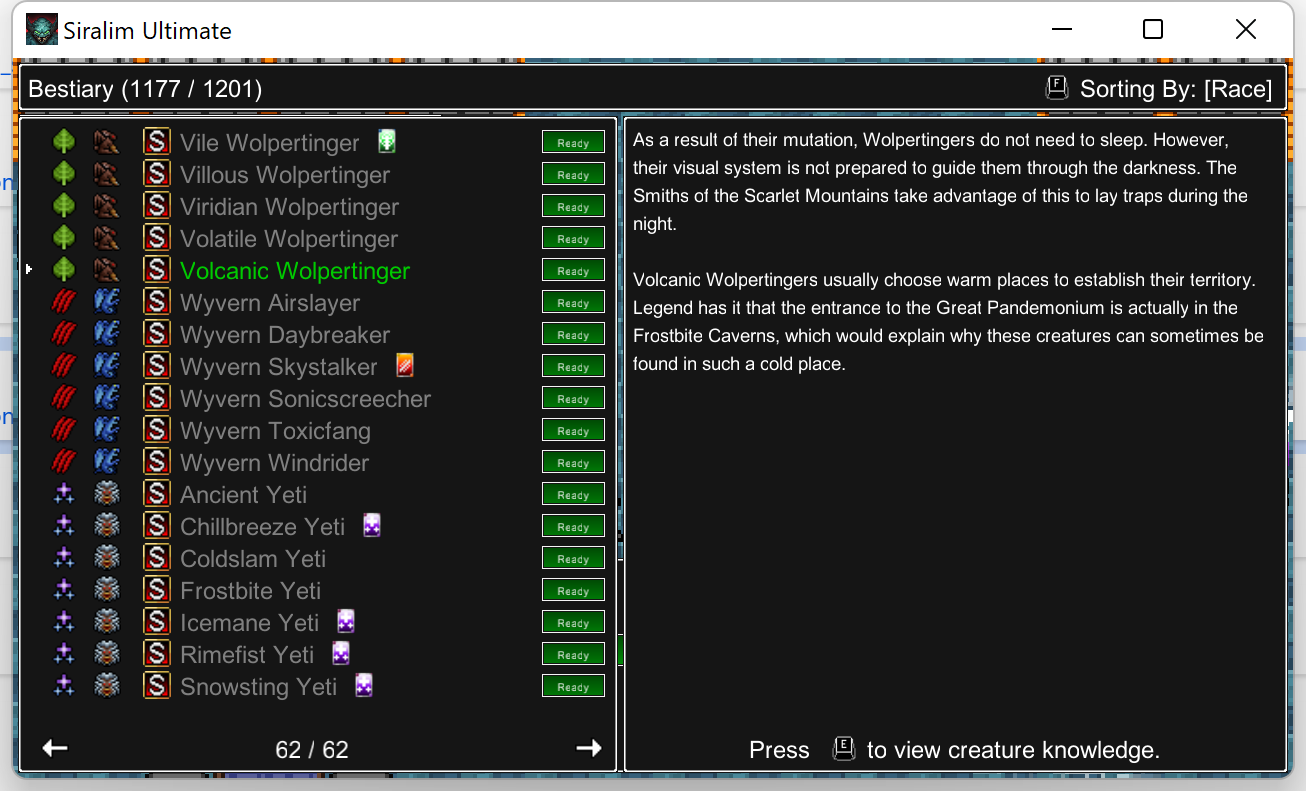 Siralim Ultimate
Bestiary (1177 / 1201)
F Sorting By: [Race]
S Vile Wolpertinger Ready
S Villous Wolpertinger Ready
S Viridian Wolpertinger Ready
S Volatile Wolpertinger Ready
S Volcanic Wolpertinger Ready
S Wyvern Airslayer Ready
S Wyvern Daybreaker Ready
S Wyvern Skystalker Ready
S Wyvern Sonicscreecher Ready
S Wyvern Toxicfang Ready
S Wyvern Windrider Ready
S Ancient Yeti Ready
S Chillbreeze Yeti Ready
S Coldslam Yeti Ready
S Frostbite Yeti Ready
S Icemane Yeti Ready
S Rimefist Yeti Ready
S Snowsting Yeti Ready
62 / 62
As a result of their mutation, Wolpertingers do not need to sleep. However,
their visual system is not prepared to guide them through the darkness. The
Smiths of the Scarlet Mountains take advantage of this to lay traps during the
night.
Volcanic Wolpertingers usually choose warm places to establish their territory.
Legend has it that the entrance to the Great Pandemonium is actually in the
Frostbite Caverns, which would explain why these creatures can sometimes be
found in such a cold place.
Press E to view creature knowledge.